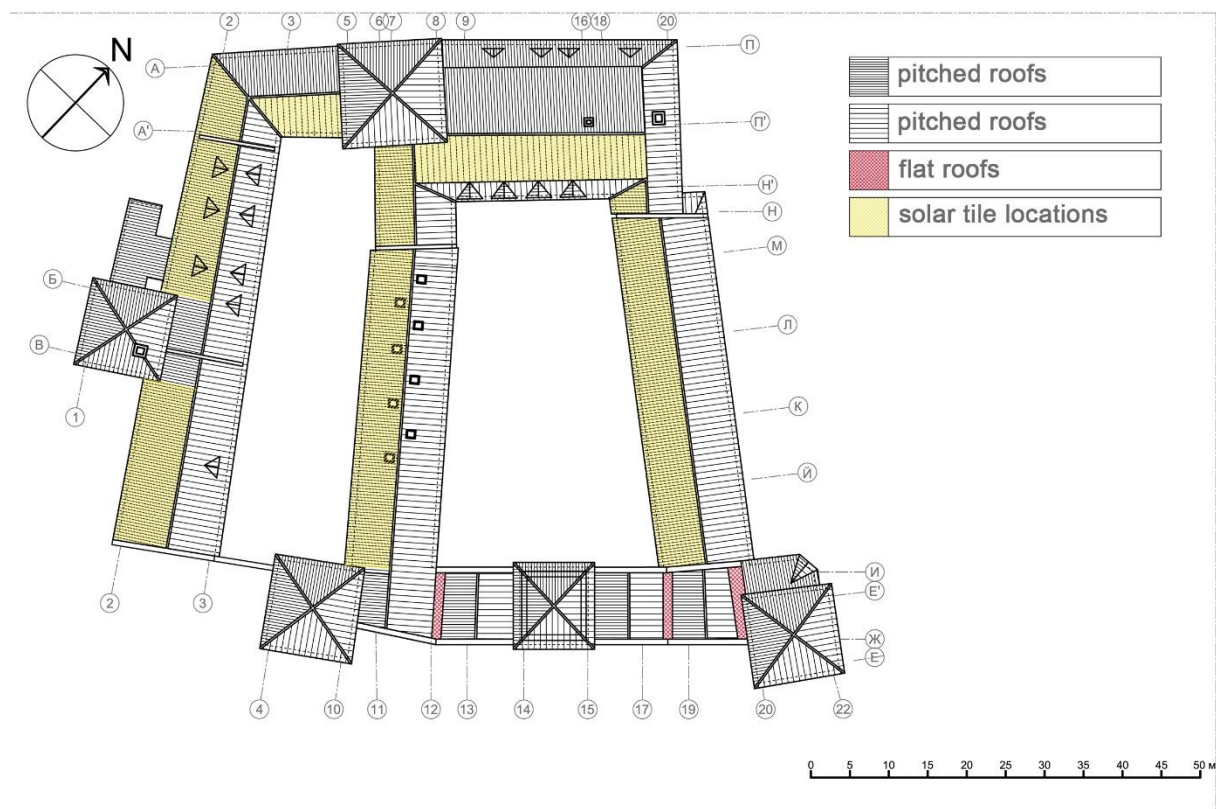 2 3 5 6 7 8 9 16 18 20
N
П
А
А'
П'
Н'
Н
М
Б
Л
В
1
К
Й
2 3
И
Е'
Ж
Е
4 10 11 12 13 14 15 17 19 20 22
pitched roofs
pitched roofs
flat roofs
solar tile locations
0 5 10 15 20 25 30 35 40 45 50 м